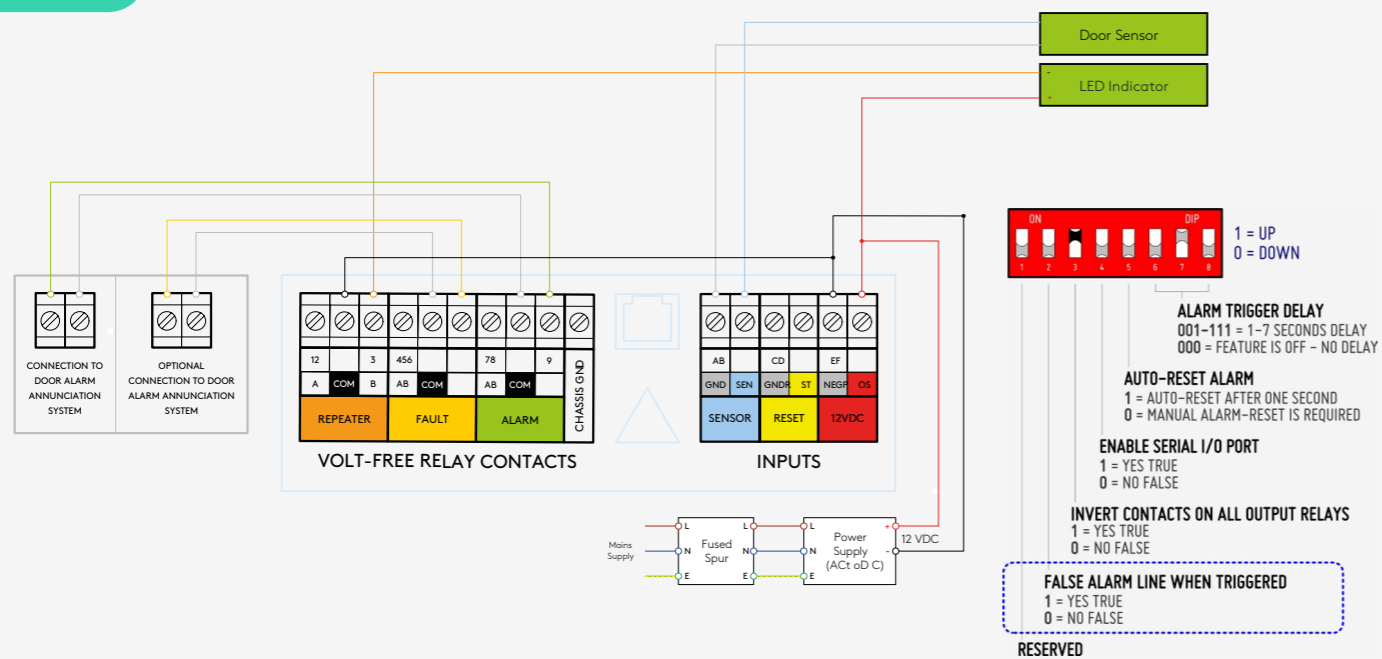 Door Sensor
-
LED Indicator
+
ON
DIP
1 2 3 4 5 6 7 8
1 = UP
0 = DOWN
ALARM TRIGGER DELAY
001-111 = 1-7 SECONDS DELAY
000 = FEATURE IS OFF - NO DELAY
AUTO-RESET ALARM
1 = AUTO-RESET AFTER ONE SECOND
0 = MANUAL ALARM-RESET IS REQUIRED
ENABLE SERIAL I/O PORT
1 = YES TRUE
0 = NO FALSE
INVERT CONTACTS ON ALL OUTPUT RELAYS
1 = YES TRUE
0 = NO FALSE
FALSE ALARM LINE WHEN TRIGGERED
1 = YES TRUE
0 = NO FALSE
RESERVED
CONNECTION TO
DOOR ALARM
ANNUNCIATION
SYSTEM
OPTIONAL
CONNECTION TO DOOR
ALARM ANNUNCIATION
SYSTEM
12 3 456 78 9
A COM B AB COM AB COM
REPEATER FAULT ALARM
CHASSIS GND
VOLT-FREE RELAY CONTACTS
AB CD EF
GND SEN GNDR ST NEGP OS
SENSOR RESET 12VDC
INPUTS
Mains
Supply
L L L +
N N N -
E E E
Fused
Spur
Power
Supply
(ACt oD C)
12 VDC